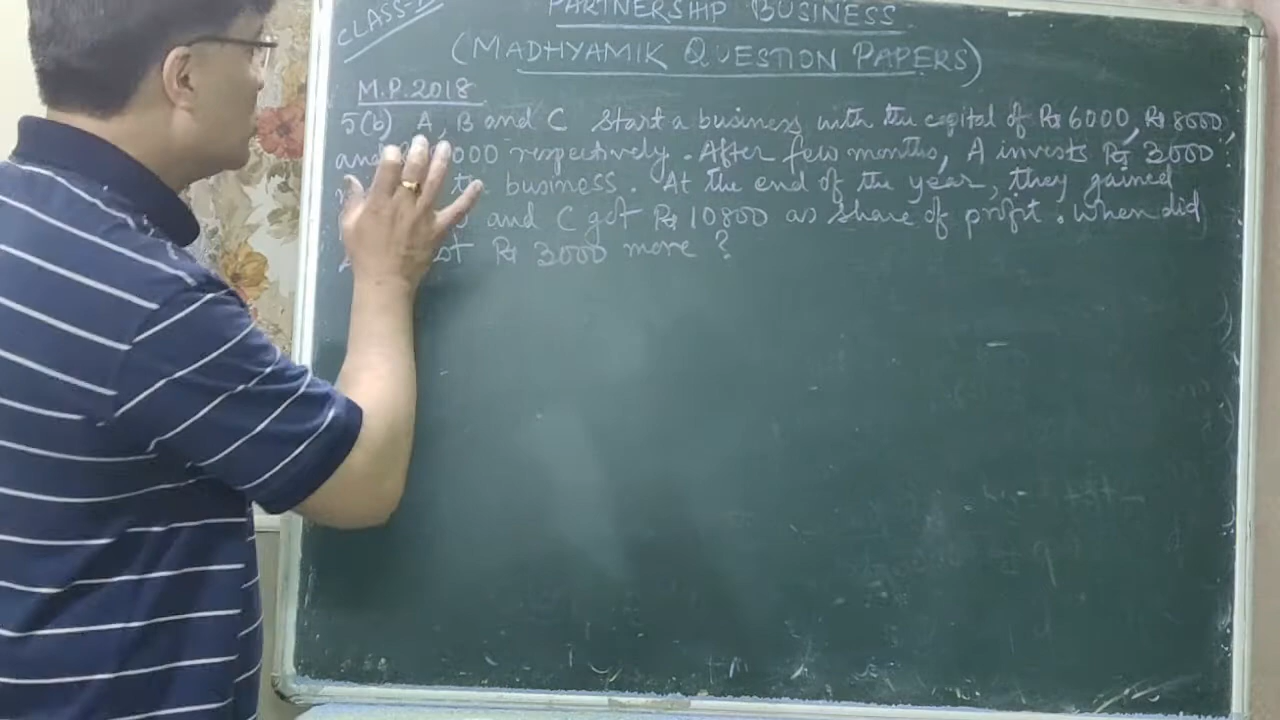 CLASS-
PARTNERSHIP BUSINESS
(MADHYAMIK QUESTION PAPERS)
M.P.2018
5(b) A, B and C start a business with the capital of Rs 6000, Rs 8000,
and 000 respectively. After few months, A invests Rs 3000
business. At the end of the year, they gained
and C got Rs 10800 as share of profit. When did
Rs 3000 more ?